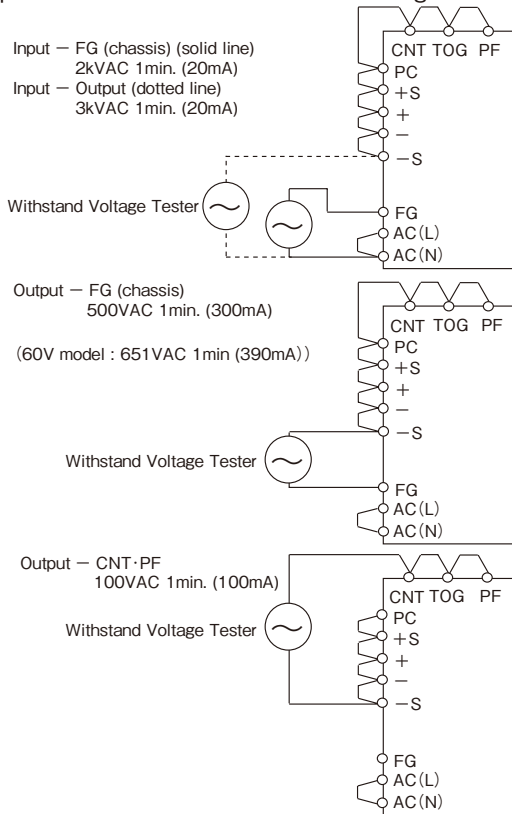 Input － FG (chassis) (solid line)
2kVAC 1min. (20mA)
Input － Output (dotted line)
3kVAC 1min. (20mA)
Withstand Voltage Tester
CNT TOG PF
PC
+S
+
−
−S
FG
AC(L)
AC(N)
Output － FG (chassis)
500VAC 1min. (300mA)
(60V model : 651VAC 1min (390mA))
Withstand Voltage Tester
CNT TOG PF
PC
+S
+
−
−S
FG
AC(L)
AC(N)
Output － CNT·PF
100VAC 1min. (100mA)
Withstand Voltage Tester
CNT TOG PF
PC
+S
+
−
−S
FG
AC(L)
AC(N)